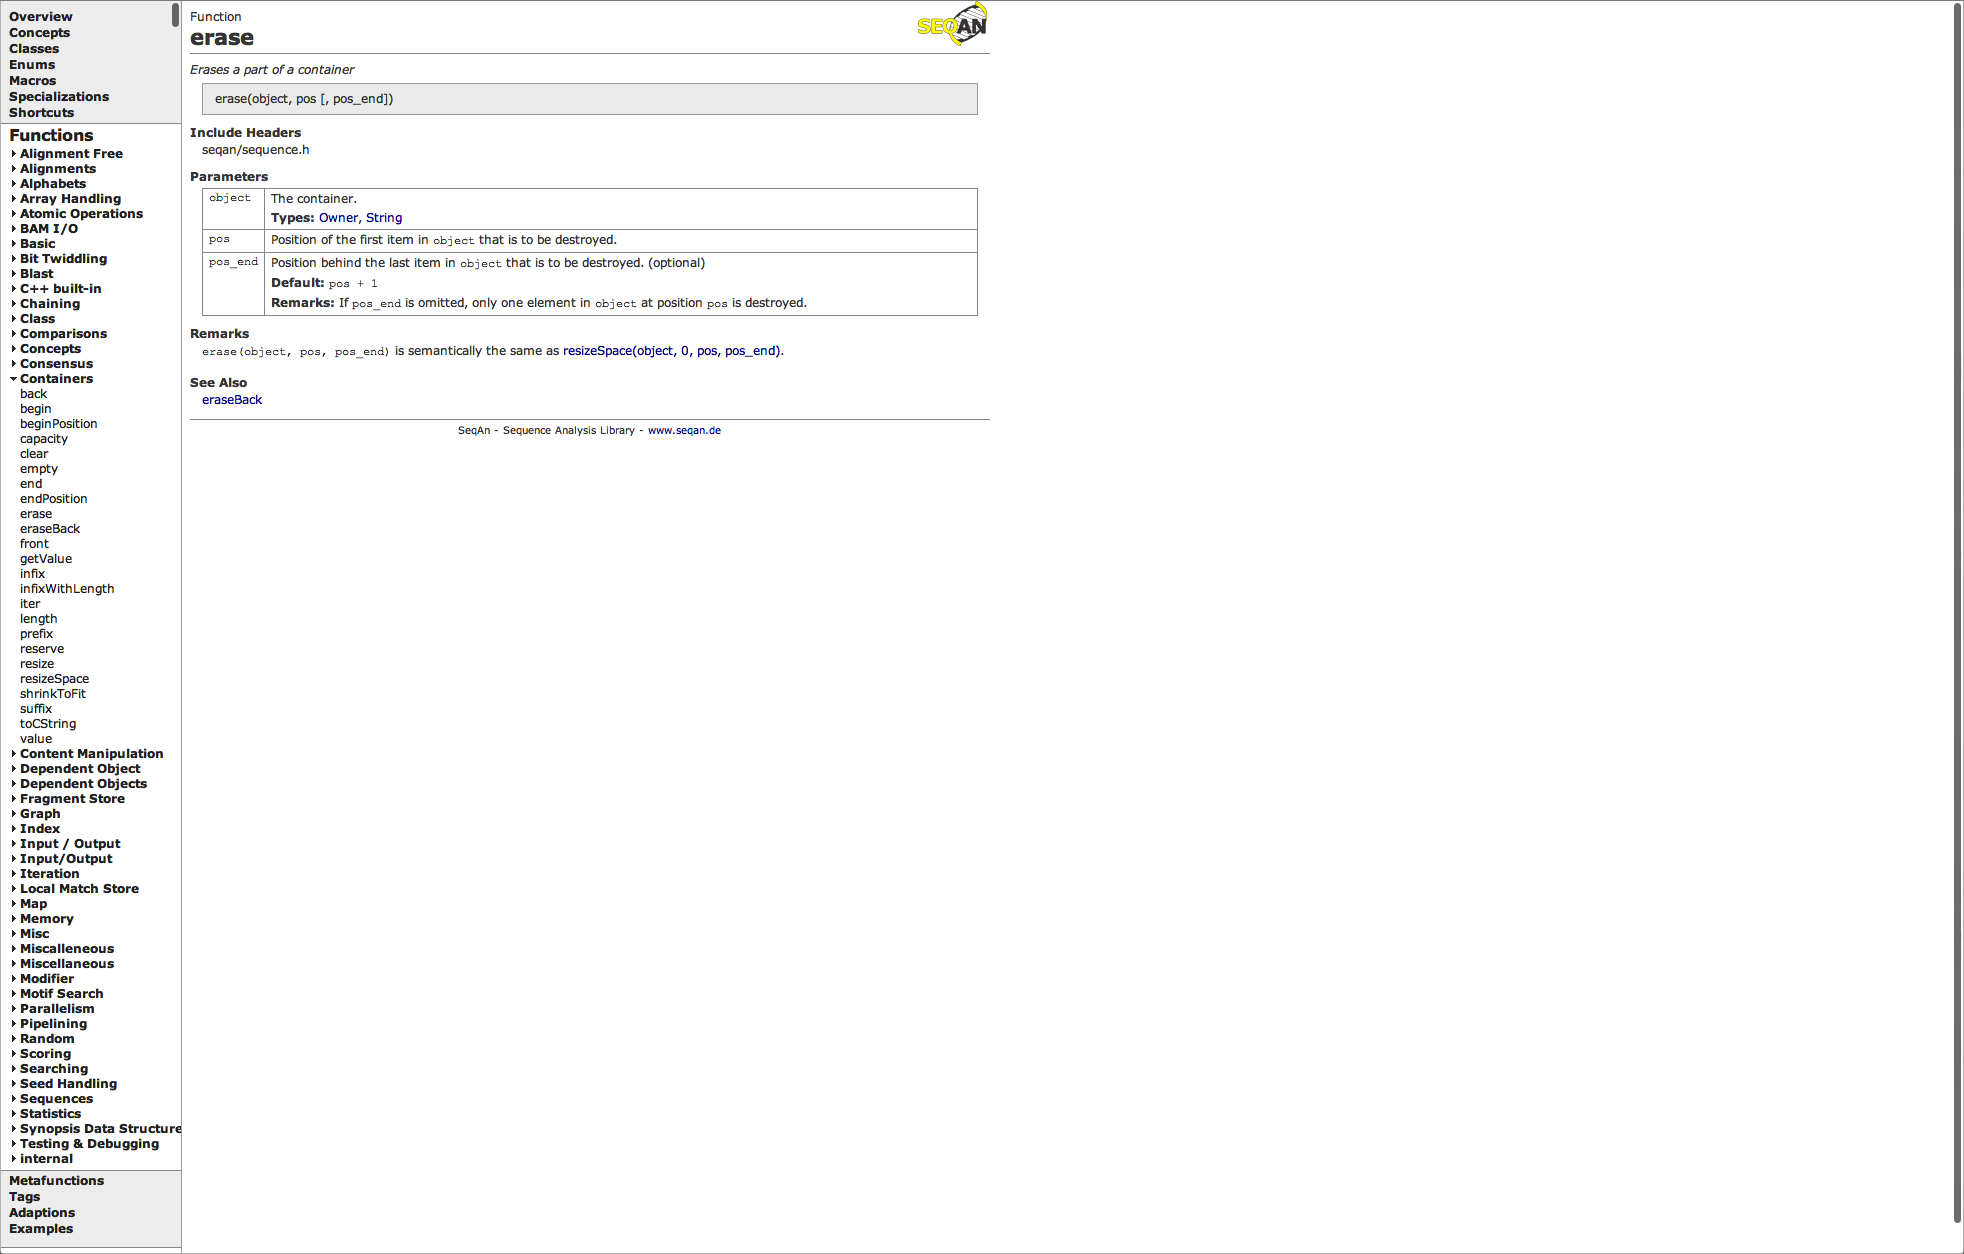 Overview
Concepts
Classes
Enums
Macros
Specializations
Shortcuts
Functions
Alignment Free
Alignments
Alphabets
Array Handling
Atomic Operations
BAM I/O
Basic
Bit Twiddling
Blast
C++ built-in
Chaining
Class
Comparisons
Concepts
Consensus
Containers
back
begin
beginPosition
capacity
clear
empty
end
endPosition
erase
eraseBack
front
getValue
infix
infixWithLength
iter
length
prefix
reserve
resize
resizeSpace
shrinkToFit
suffix
toCString
value
Content Manipulation
Dependent Object
Dependent Objects
Fragment Store
Graph
Index
Input / Output
Input/Output
Iteration
Local Match Store
Map
Memory
Misc
Miscalleneous
Miscellaneous
Modifier
Motif Search
Parallelism
Pipelining
Random
Scoring
Searching
Seed Handling
Sequences
Statistics
Synopsis Data Structure
Testing & Debugging
internal
Metafunctions
Tags
Adaptions
Examples
Function
erase
SEQAN
Erases a part of a container
erase(object, pos [, pos_end])
Include Headers
seqan/sequence.h
Parameters
object The container.
Types: Owner, String
pos Position of the first item in object that is to be destroyed.
pos_end Position behind the last item in object that is to be destroyed. (optional)
Default: pos + 1
Remarks: If pos_end is omitted, only one element in object at position pos is destroyed.
Remarks
erase(object, pos, pos_end) is semantically the same as resizeSpace(object, 0, pos, pos_end).
See Also
eraseBack
SeqAn - Sequence Analysis Library - www.seqan.de